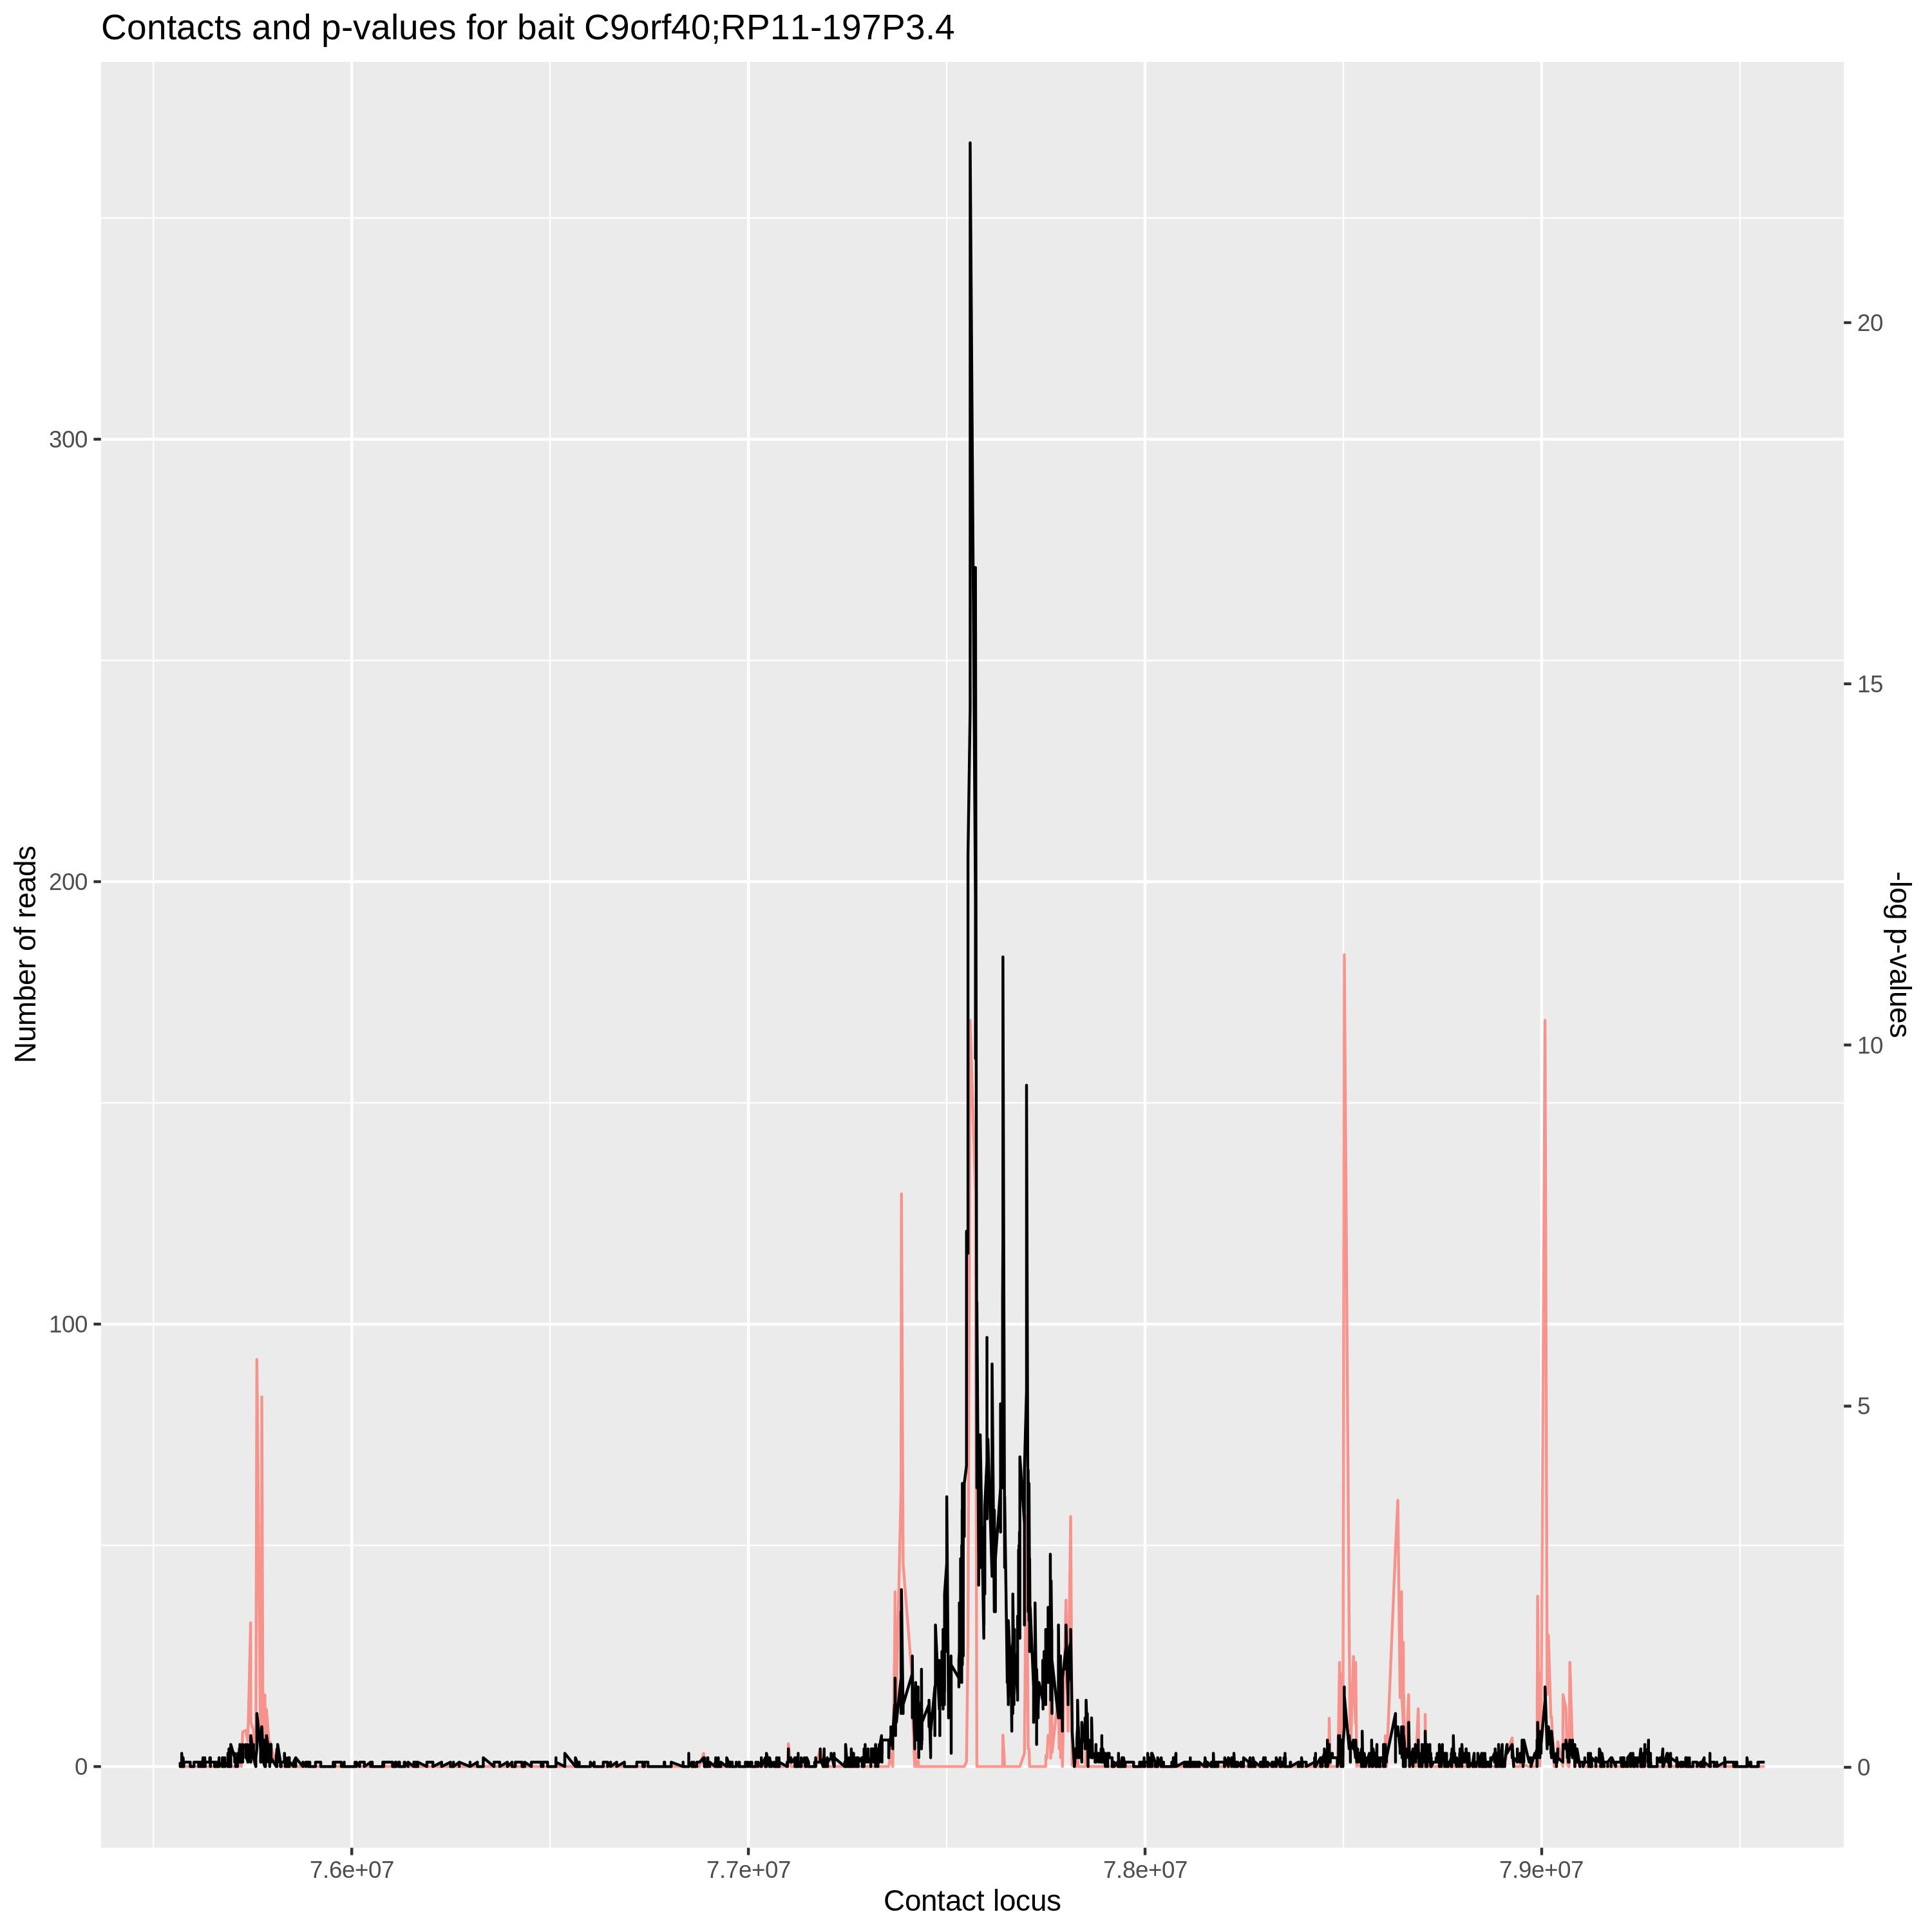 Contacts and p-values for bait C9orf40;RP11-197P3.4
300
200
100
0
Number of reads
20
15
10
5
0
-log p-values
7.6e+07
7.7e+07
7.8e+07
7.9e+07
Contact locus